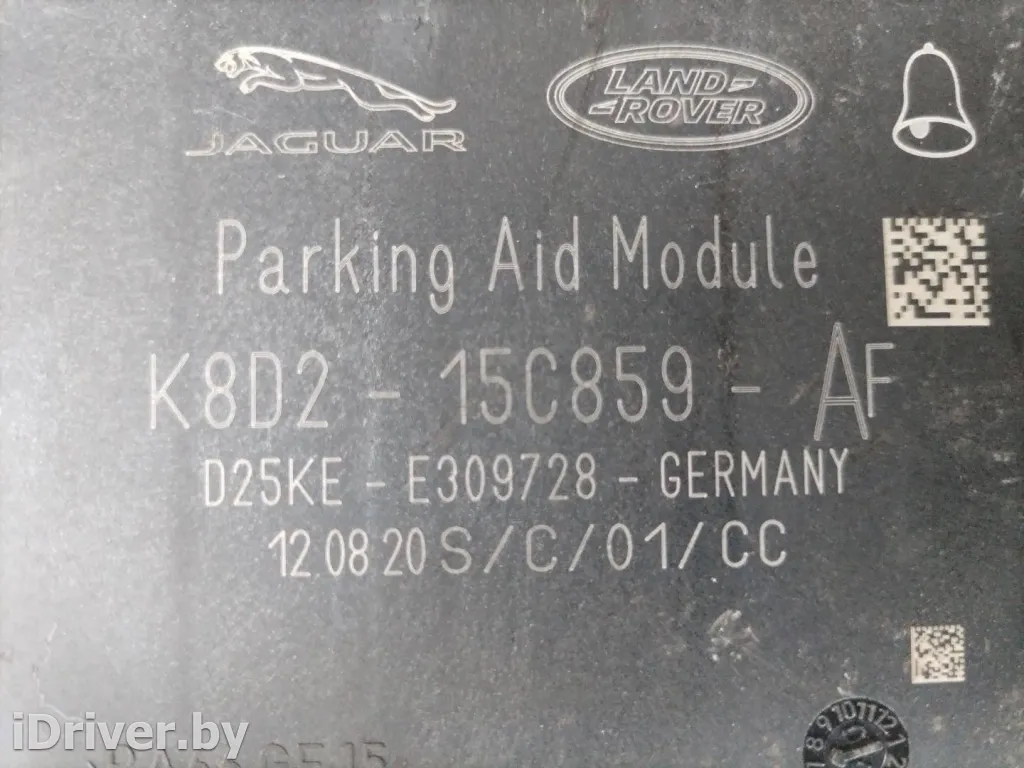 JAGUAR
LAND ROVER
Parking Aid Module
K8D2 - 15C859 - AF
D25KE - E309728 - GERMANY
12.08.20 S/C/01/CC
iDriver.by